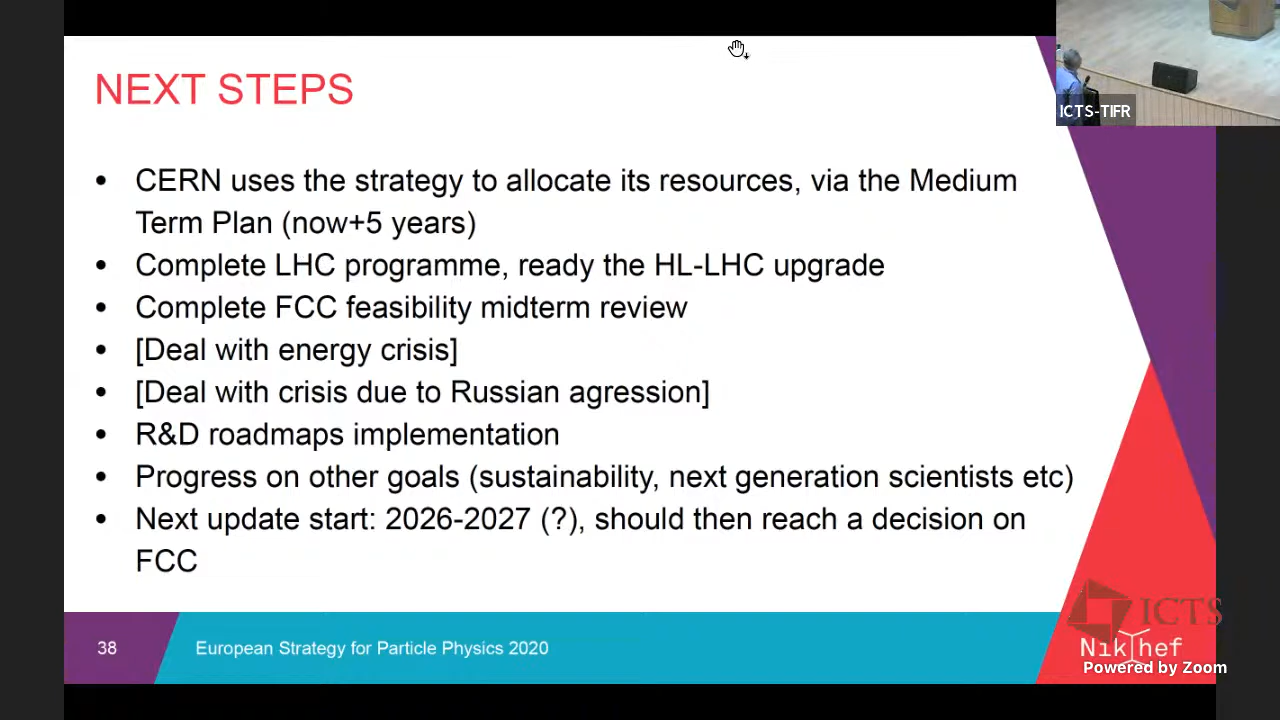 NEXT STEPS
ICTS-TIFR
• CERN uses the strategy to allocate its resources, via the Medium
Term Plan (now+5 years)
• Complete LHC programme, ready the HL-LHC upgrade
• Complete FCC feasibility midterm review
• [Deal with energy crisis]
• [Deal with crisis due to Russian agression]
• R&D roadmaps implementation
• Progress on other goals (sustainability, next generation scientists etc)
• Next update start: 2026-2027 (?), should then reach a decision on
FCC
ICTS
38
European Strategy for Particle Physics 2020
Nikhef
Powered by Zoom